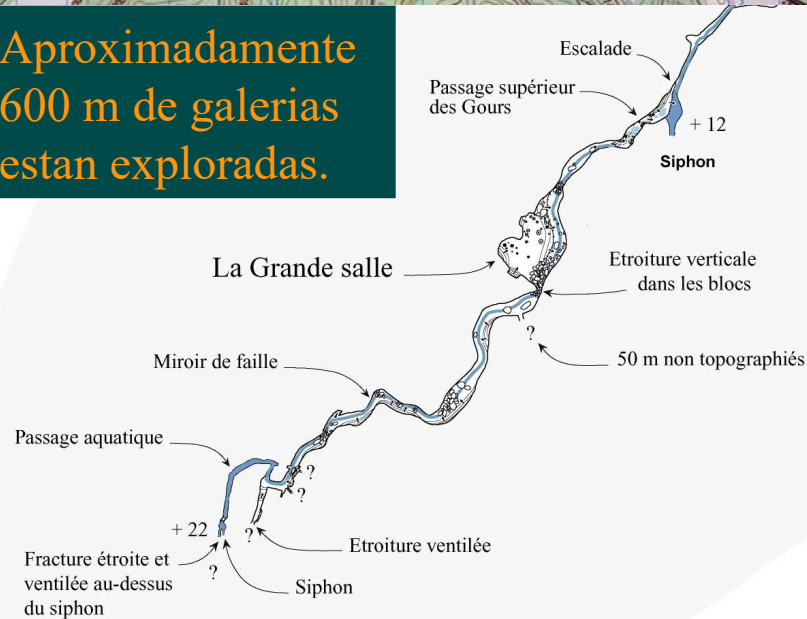 Aproximadamente
600 m de galerias
estan exploradas.
Escalade
Passage supérieur
des Gours
+ 12
Siphon
La Grande salle
Etroiture verticale
dans les blocs
?
50 m non topographiés
Miroir de faille
Passage aquatique
?
?
+ 22
?
Etroiture ventilée
Fracture étroite et
ventilée au-dessus
du siphon
?
Siphon